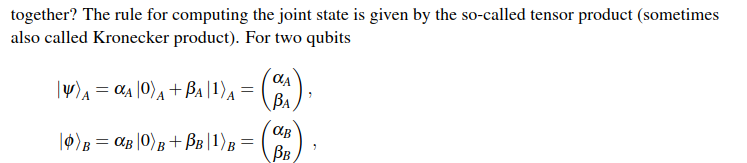 together? The rule for computing the joint state is given by the so-called tensor product (sometimes
also called Kronecker product). For two qubits
|ψ⟩_A = α_A |0⟩_A + β_A |1⟩_A = (α_A β_A),
|ϕ⟩_B = α_B |0⟩_B + β_B |1⟩_B = (α_B β_B),